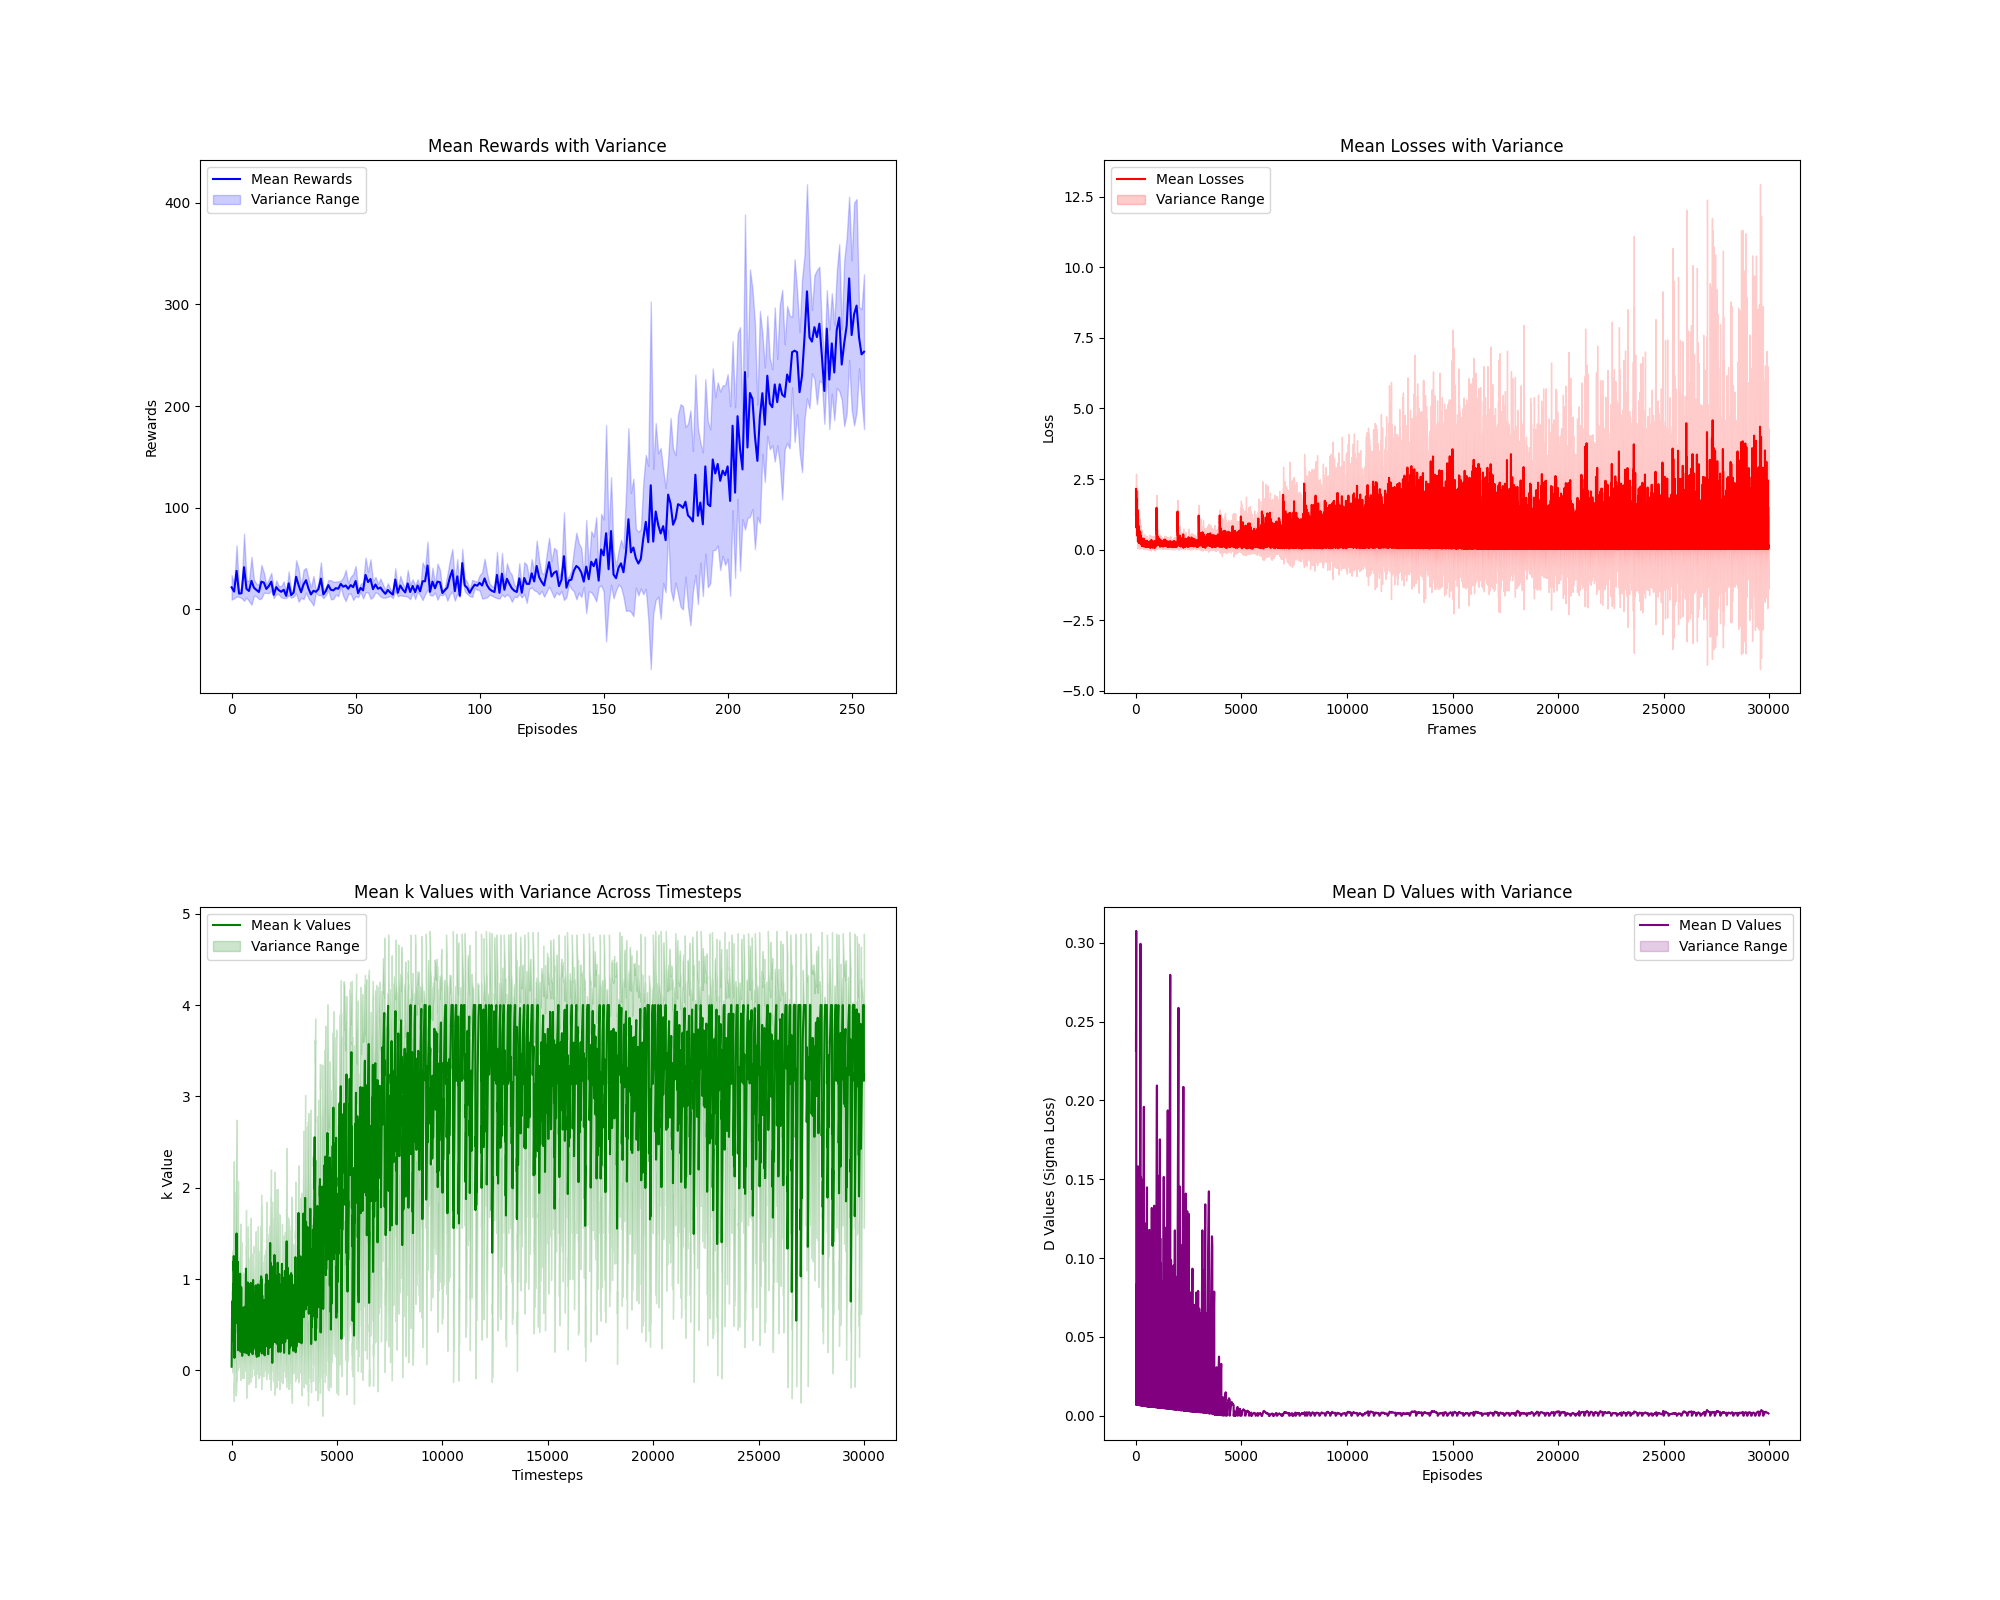 Mean Rewards with Variance
Mean Rewards
Variance Range
400
300
200
100
0
Rewards
0 50 100 150 200 250
Episodes
Mean Losses with Variance
Mean Losses
Variance Range
12.5
10.0
7.5
5.0
2.5
0.0
−2.5
−5.0
Loss
0 5000 10000 15000 20000 25000 30000
Frames
Mean k Values with Variance Across Timesteps
Mean k Values
Variance Range
5
4
3
2
1
0
k Value
0 5000 10000 15000 20000 25000 30000
Timesteps
Mean D Values with Variance
Mean D Values
Variance Range
0.30
0.25
0.20
0.15
0.10
0.05
0.00
D Values (Sigma Loss)
0 5000 10000 15000 20000 25000 30000
Episodes